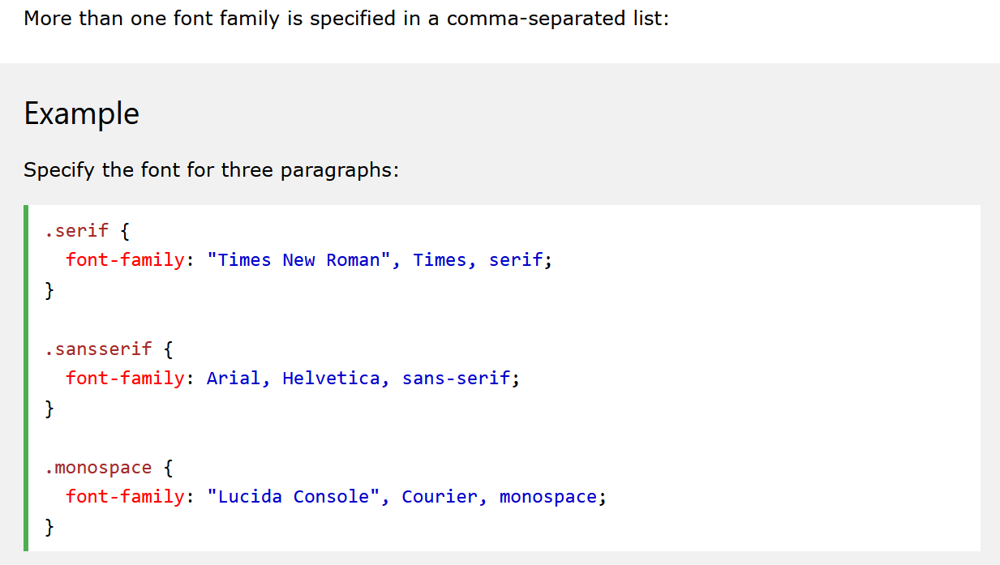 More than one font family is specified in a comma-separated list:
Example
Specify the font for three paragraphs:
.serif {
  font-family: "Times New Roman", Times, serif;
}
.sansserif {
  font-family: Arial, Helvetica, sans-serif;
}
.monospace {
  font-family: "Lucida Console", Courier, monospace;
}